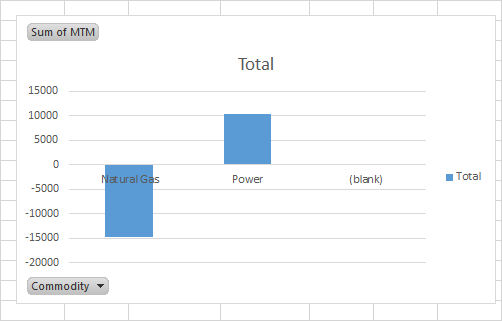 Sum of MTM
Total
15000
10000
5000
0
-5000
-10000
-15000
-20000
Natural Gas
Power
(blank)
Total
Commodity